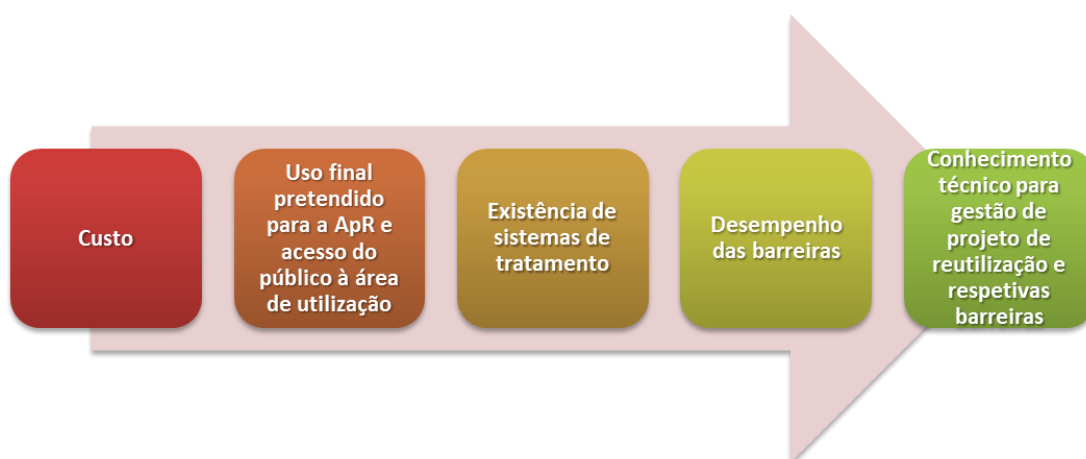 Custo
Uso final
pretendido
para a ApR e
acesso do
público à área
de utilização
Existência de
sistemas de
tratamento
Desempenho
das barreiras
Conhecimento
técnico para
gestão de
projeto de
reutilização e
respetivas
barreiras